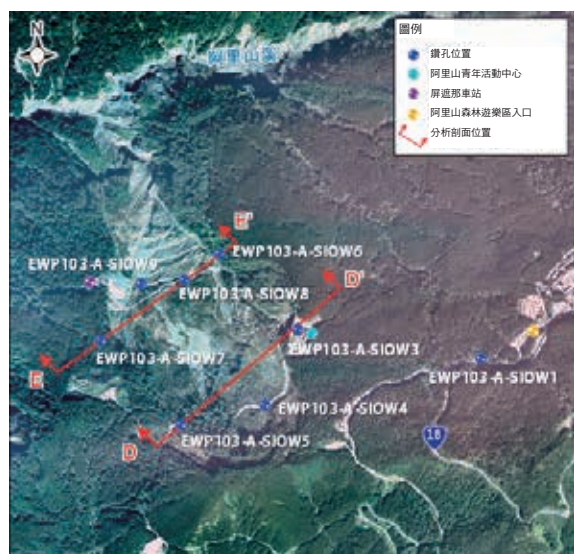 N
阿里山溪
圖例
鑽孔位置
阿里山青年活動中心
屏遮那車站
阿里山森林遊樂區入口
分析剖面位置
E'
EWP103-A-SIOW6
EWP103-A-SIOW9
EWP103-A-SIOW8
D'
EWP103-A-SIOW7
EWP103-A-SIOW3
E
EWP103-A-SIOW1
EWP103-A-SIOW4
D
EWP103-A-SIOW5
18